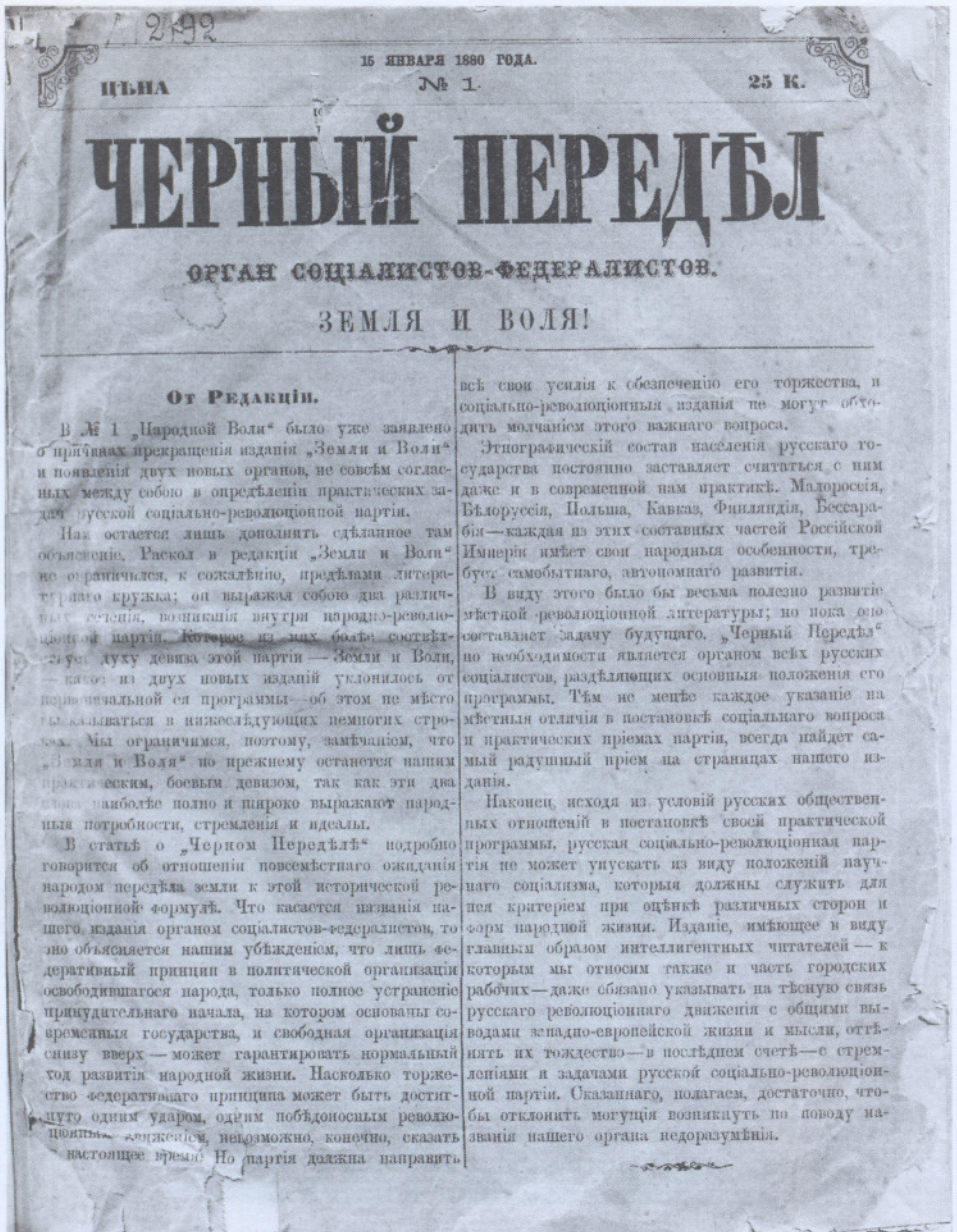 2492
15 ЯНВАРЯ 1880 ГОДА.
ЦѢНА
№ 1.
25 К.
ЧЕРНЫЙ ПЕРЕДѢЛ
ОРГАН СОЦІАЛИСТОВ-ФЕДЕРАЛИСТОВ.
ЗЕМЛЯ И ВОЛЯ!
От Редакціи.
В № 1 „Народной Воли“ было уже заявлено
о причинах прекращенія изданія „Земли и Воли“
и появленія двух новых органов, не совсѣм соглас-
ных между собою в опредѣленіи практических за-
дач русской соціально-революціонной партіи.
Нам остается лишь дополнить сдѣланное там
объясненіе. Раскол в редакціи „Земли и Воли“
не ограничился, к сожалѣнію, предѣлами литера-
турнаго кружка; он выражал собою два различ-
ных теченія, возникшія внутри народно-револю-
ціонной партіи. Которое из них болѣе соотвѣт-
ствует духу девиза этой партіи — Земли и Воли,
— какое из двух новых изданій уклонилось от
первоначальной ея программы—об этом не мѣсто
высказываться в нижеслѣдующих немногих стро-
ках. Мы ограничимся, поэтому, замѣчаніем, что
„Земля и Воля“ по прежнему останется нашим
практическим, боевым девизом, так как эти два
слова наиболѣе полно и широко выражают народ-
ныя потребности, стремленія и идеалы.
В статьѣ о „Черном Передѣлѣ“ подробно
говорится об отношеніи повсемѣстнаго ожиданія
народом передѣла земли к этой исторической ре-
волюціонной формулѣ. Что касается названія на-
шего изданія органом соціалистов-федералистов, то
оно объясняется нашим убѣжденіем, что лишь фе-
деративный принцип в политической организаціи
освободившагося народа, только полное устраненіе
принудительнаго начала, на котором основаны со-
временныя государства, и свободная организація
снизу вверх — может гарантировать нормальный
ход развитія народной жизни. Насколько торже-
ство федеративнаго принципа может быть достиг-
нуто одним ударом, одним побѣдоносным револю-
ціонным движеніем, невозможно, конечно, сказать
в настоящее время. Но партія должна направить
всѣ свои усилія к обезпеченію его торжества, и
соціально-революціонныя изданія не могут обхо-
дить молчаніем этого важнаго вопроса.
Этнографическій состав населенія русскаго го-
сударства постоянно заставляет считаться с ним
даже и в современной нам практикѣ. Малороссія,
Бѣлоруссія, Польша, Кавказ, Финляндія, Бессара-
бія—каждая из этих составных частей Россійской
Имперіи имѣет свои народныя особенности, тре-
бует самобытнаго, автономнаго развитія.
В виду этого было бы весьма полезно развитіе
мѣстной революціонной литературы; но пока оно
составляет задачу будущаго, „Черный Передѣл“
по необходимости является органом всѣх русских
соціалистов, раздѣляющих основныя положенія его
программы. Тѣм не менѣе каждое указаніе на
мѣстныя отличія в постановкѣ соціальнаго вопроса
и практических пріемах партіи, всегда найдет са-
мый радушный пріем на страницах нашего из-
данія.
Наконец, исходя из условій русских обществен-
ных отношеній в постановкѣ своей практической
программы, русская соціально-революціонная пар-
тія не может упускать из виду положеній науч-
наго соціализма, которыя должны служить для
нея критеріем при оцѣнкѣ различных сторон и
форм народной жизни. Изданіе, имѣющее в виду
главным образом интеллигентных читателей — к
которым мы относим также и часть городских
рабочих—даже обязано указывать на тѣсную связь
русскаго революціоннаго движенія с общими вы-
водами западно-европейской жизни и мысли, оттѣ-
нять их тождество—в послѣднем счетѣ—с стрем-
леніями и задачами русской соціально-революціон-
ной партіи. Сказаннаго, полагаем, достаточно, что-
бы отклонить могущія возникнуть по поводу на-
званія нашего органа недоразумѣнія.